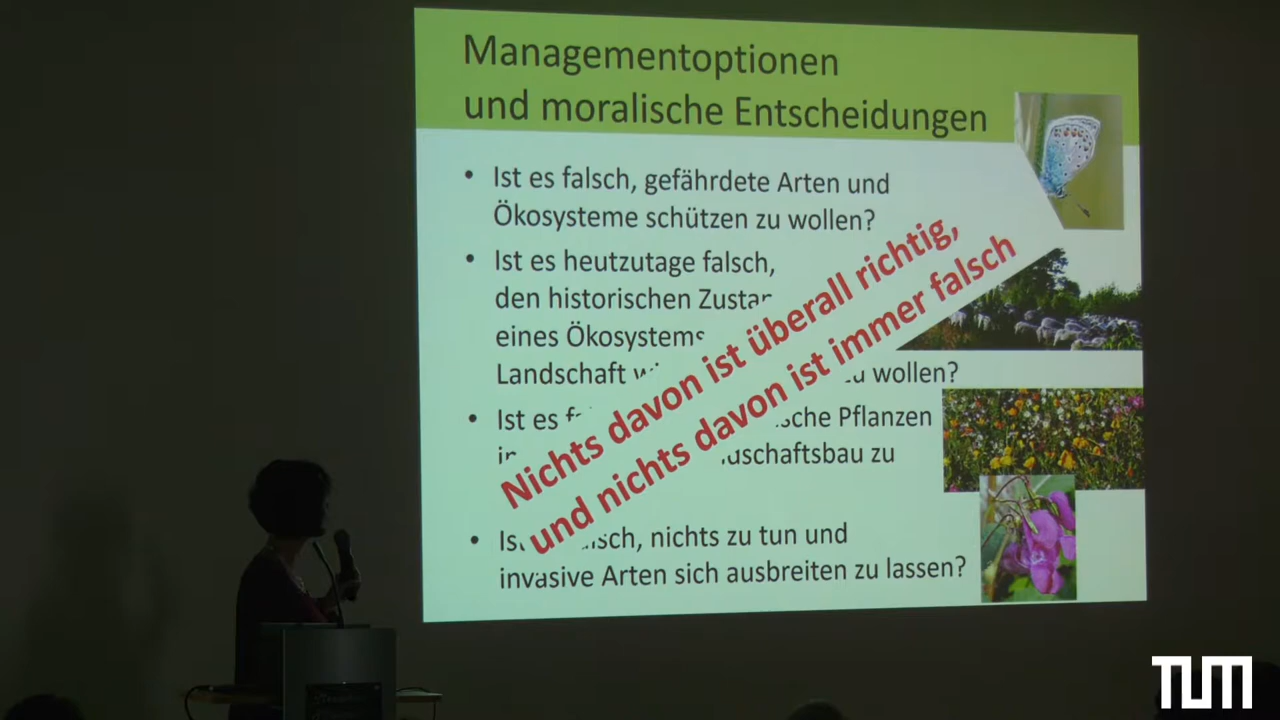 Managementoptionen
und moralische Entscheidungen
• Ist es falsch, gefährdete Arten und
Ökosysteme schützen zu wollen?
• Ist es heutzutage falsch,
den historischen
eines Ökosystems
Landschaft wollen?
• Ist es Pflanzen
zu
• nichts zu tun und
invasive Arten sich ausbreiten zu lassen?
Nichts davon ist überall richtig,
und nichts davon ist immer falsch
TUM